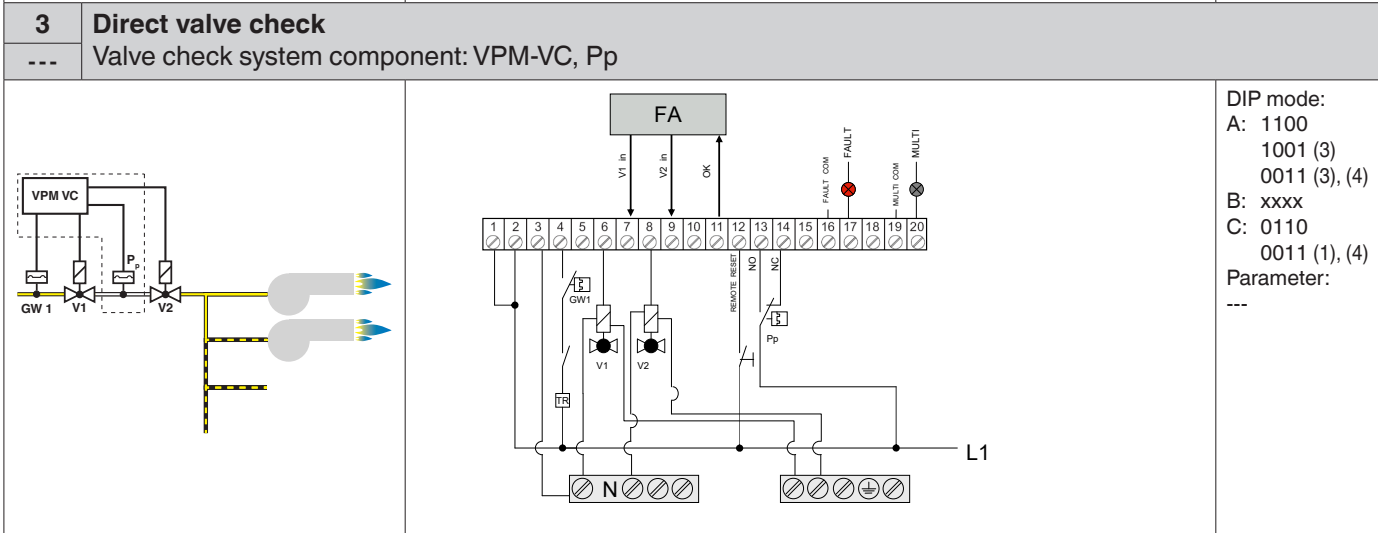 3 Direct valve check
--- Valve check system component: VPM-VC, Pp
VPM VC
Pp
GW 1 V1 V2
FA
V1 in
V2 in
OK
FAULT COM
FAULT
MULTI COM
MULTI
1 2 3 4 5 6 7 8 9 10 11 12 13 14 15 16 17 18 19 20
REMOTE RESET
NO
NC
GW1
Pp
V1 V2
TR
L1
N
DIP mode:
A: 1100
1001 (3)
0011 (3), (4)
B: xxxx
C: 0110
0011 (1), (4)
Parameter:
---